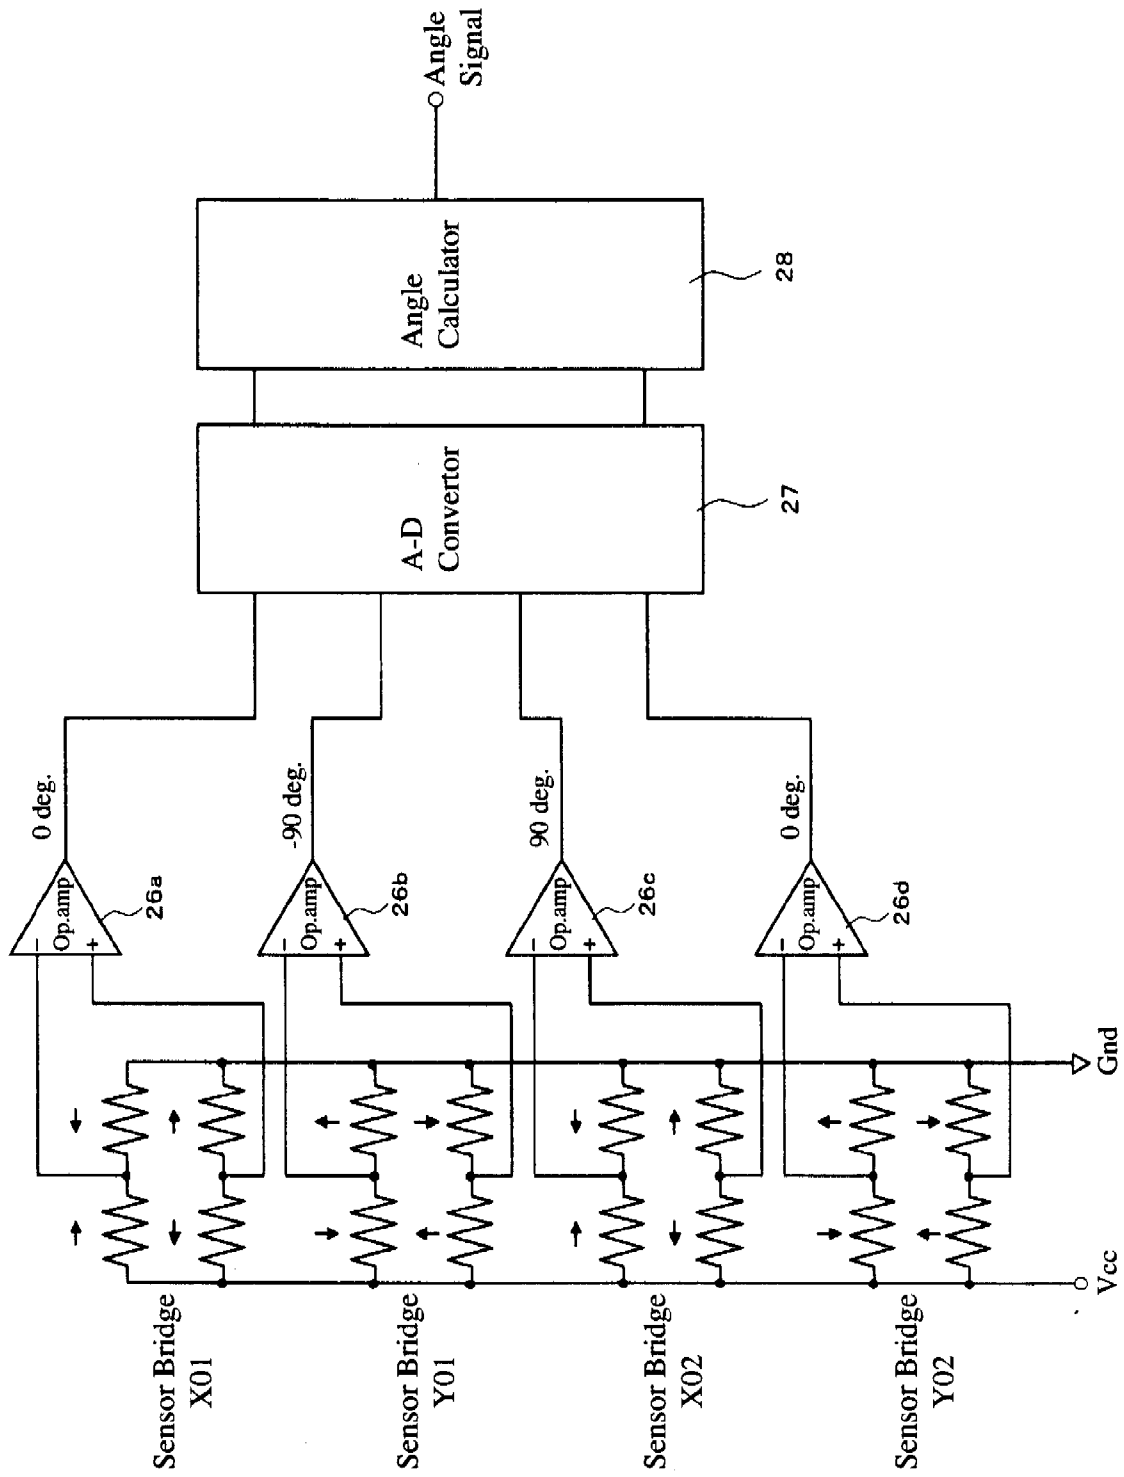 Sensor Bridge
X01
Sensor Bridge
Y01
Sensor Bridge
X02
Sensor Bridge
Y02
Vcc
Gnd
-
Op.amp
+
26a
0 deg.
-
Op.amp
+
26b
-90 deg.
-
Op.amp
+
26c
90 deg.
-
Op.amp
+
26d
0 deg.
A-D
Convertor
27
Angle
Calculator
28
Angle
Signal